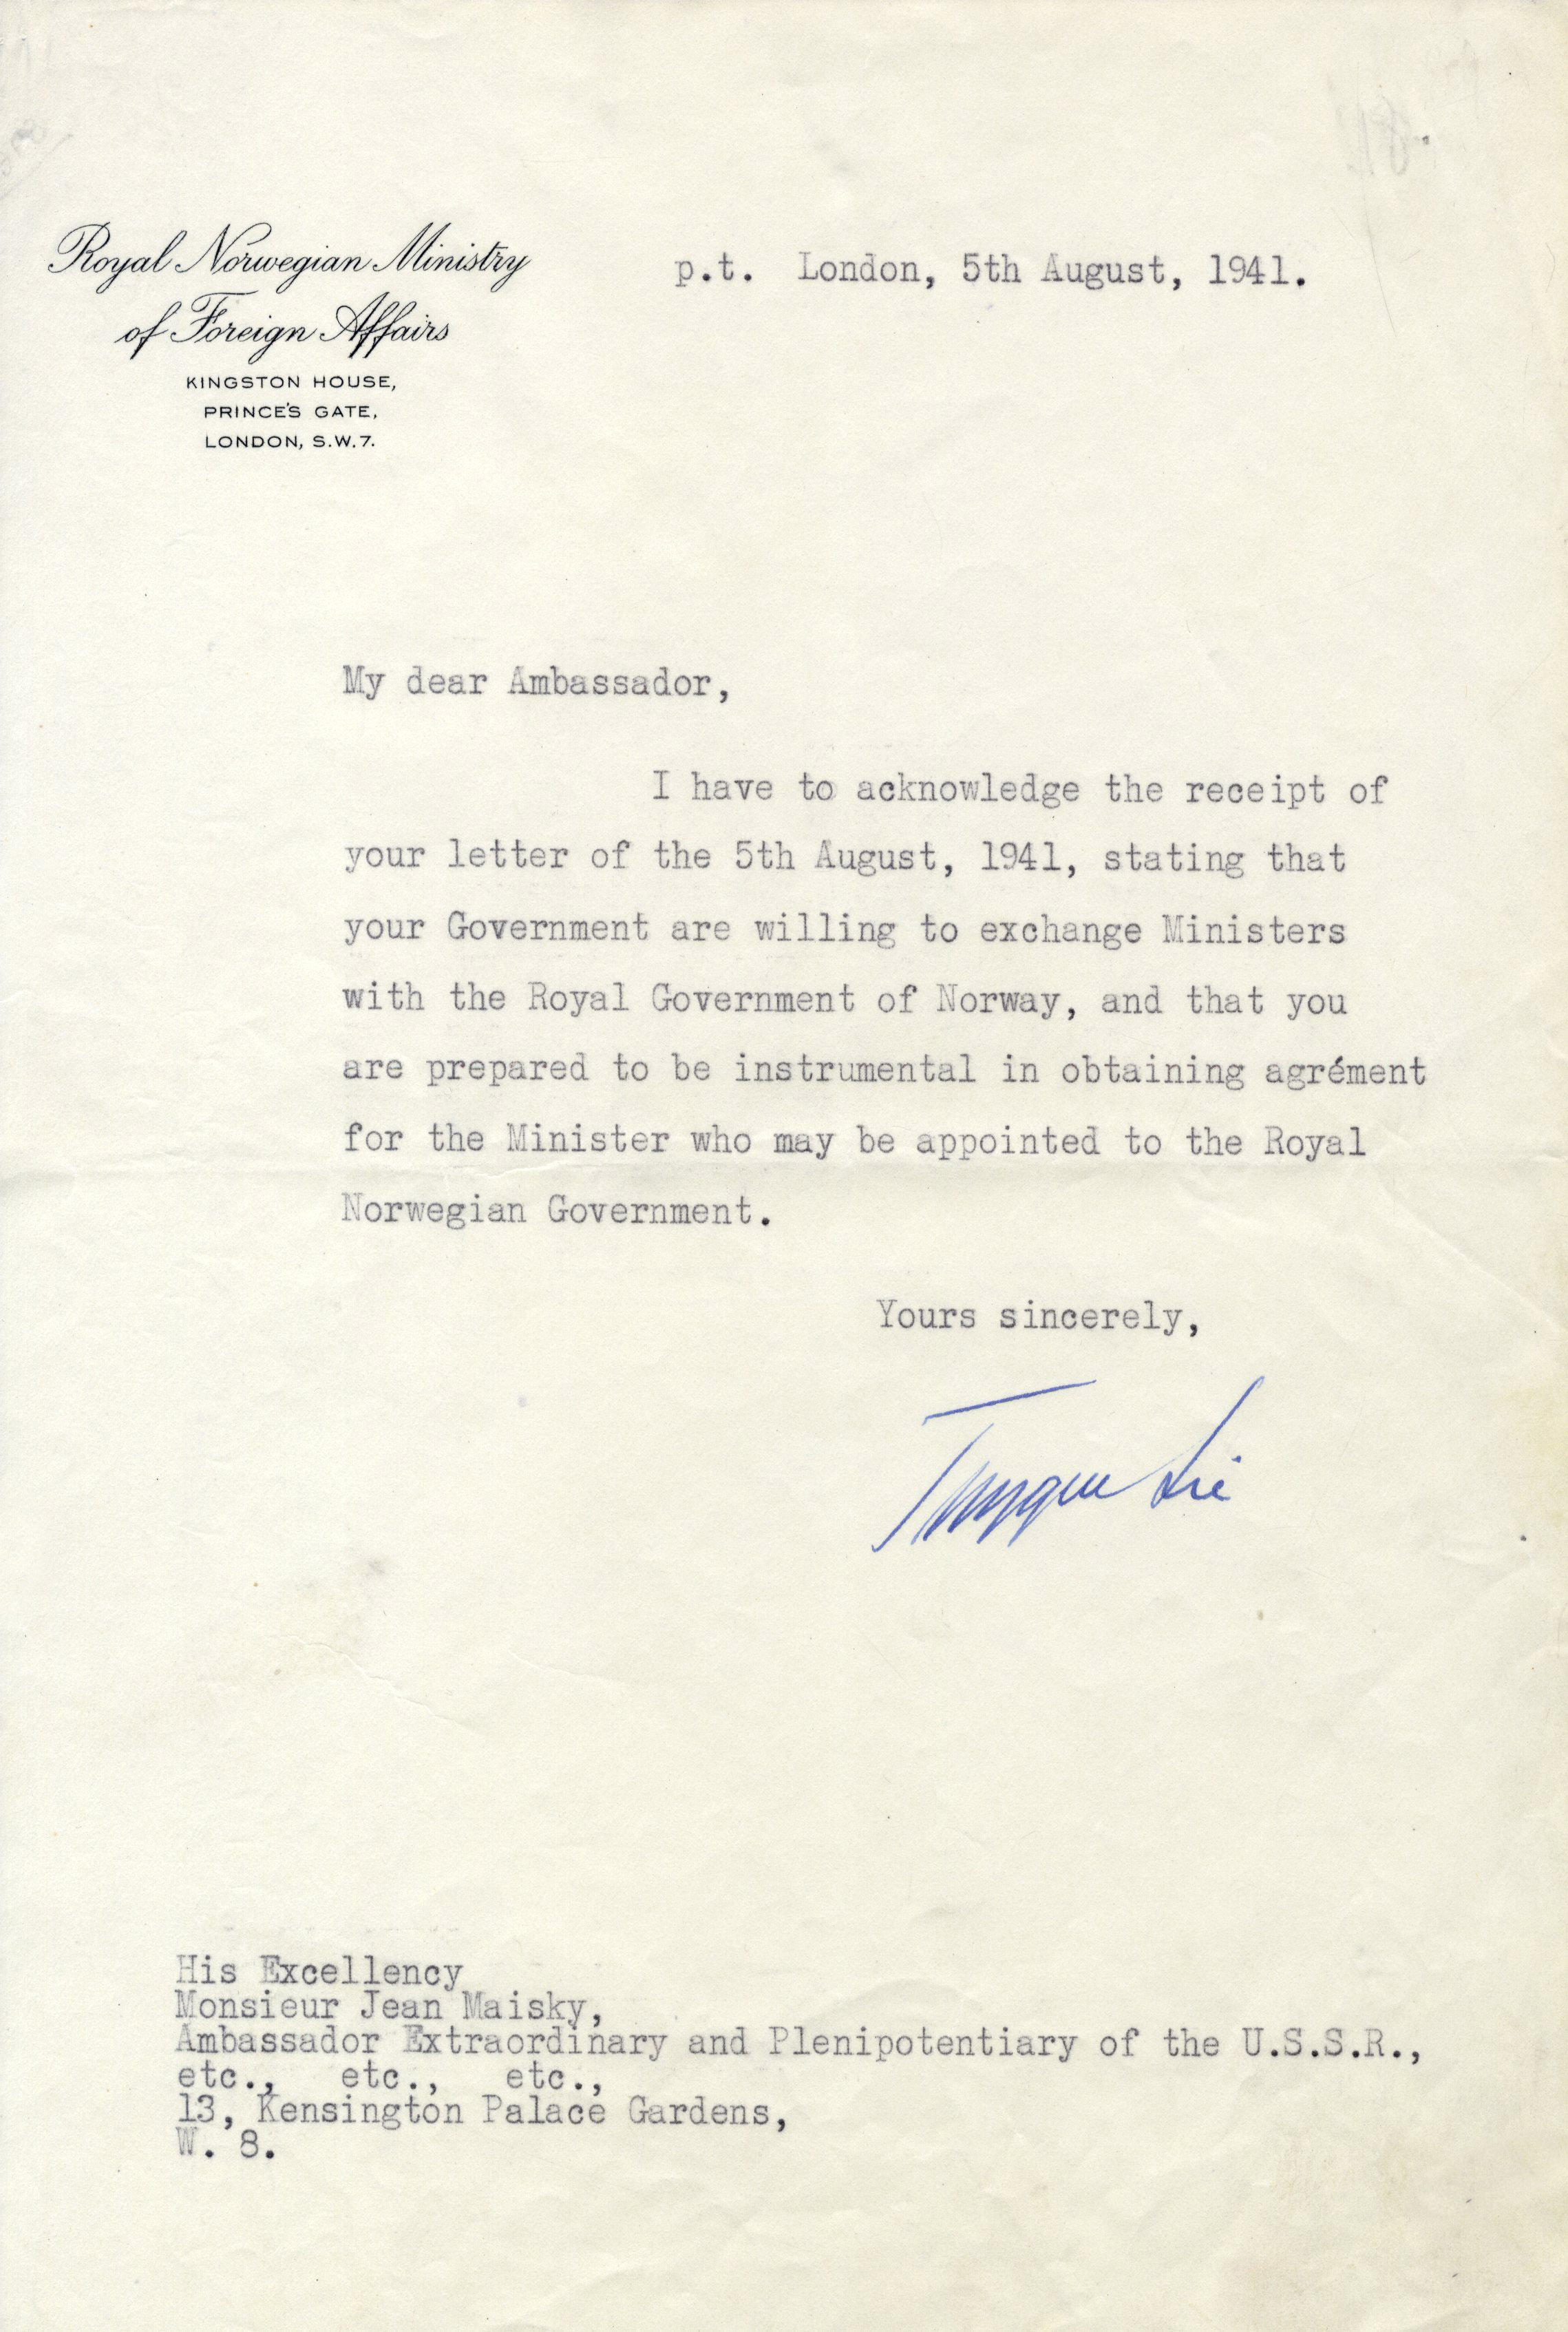 Royal Norwegian Ministry
of Foreign Affairs
KINGSTON HOUSE,
PRINCE'S GATE,
LONDON, S.W.7.
p.t. London, 5th August, 1941.
My dear Ambassador,
I have to acknowledge the receipt of
your letter of the 5th August, 1941, stating that
your Government are willing to exchange Ministers
with the Royal Government of Norway, and that you
are prepared to be instrumental in obtaining agrément
for the Minister who may be appointed to the Royal
Norwegian Government.
Yours sincerely,
Trygve Lie
His Excellency
Monsieur Jean Maisky,
Ambassador Extraordinary and Plenipotentiary of the U.S.S.R.,
etc., etc., etc.,
13, Kensington Palace Gardens,
W. 8.